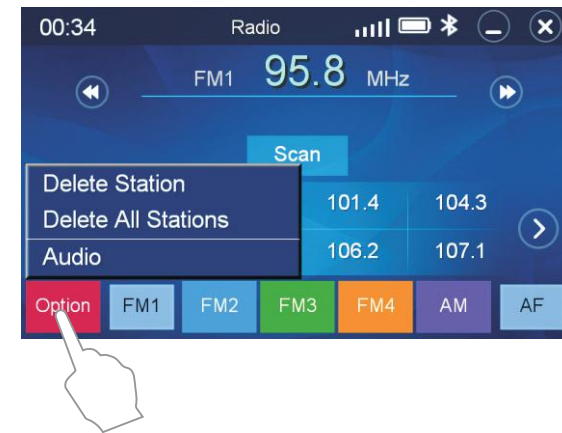 00:34 Radio
FM1 95.8 MHz
Scan
Delete Station
Delete All Stations
Audio
101.4 104.3
106.2 107.1
Option FM1 FM2 FM3 FM4 AM AF